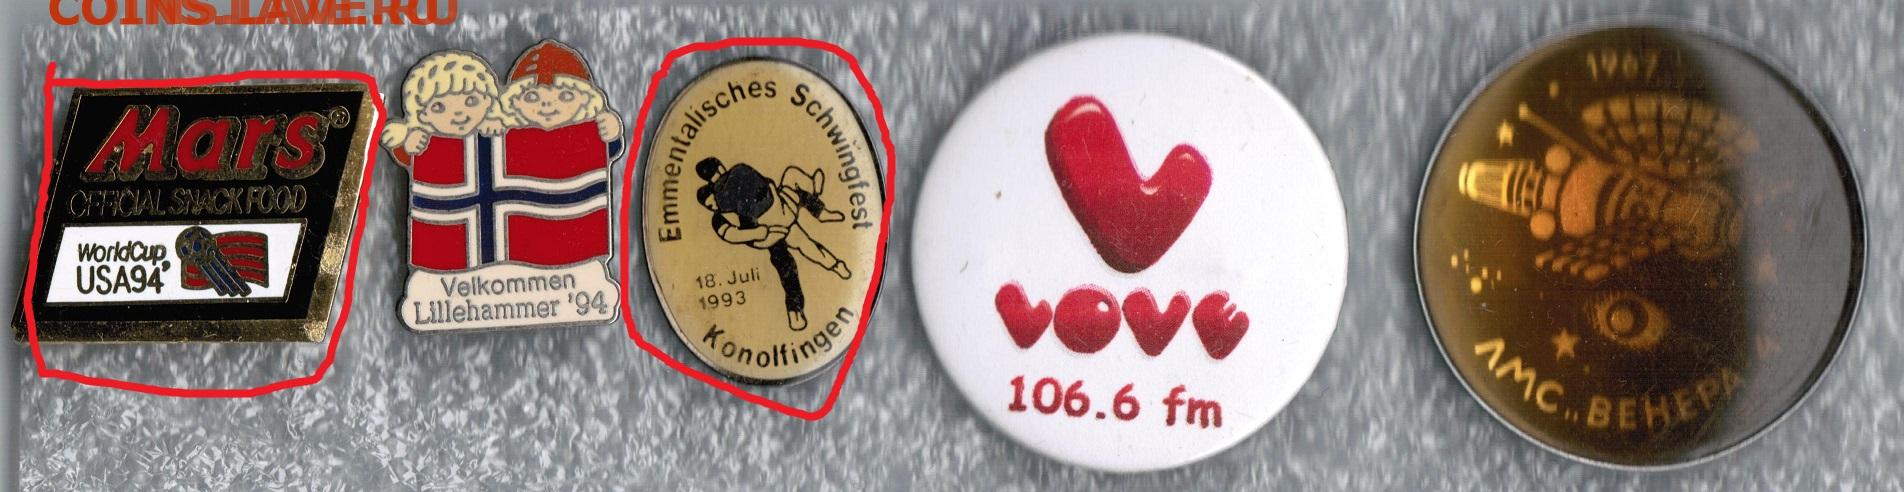 COINS.LAVE.RU
Mars®
OFFICIAL SNACK FOOD
WorldCup
USA94'
Velkommen
Lillehammer '94
Emmentalisches Schwingfest
18. Juli
1993
Konolfingen
LOVE
106.6 fm
1967
АМС „ВЕНЕРА